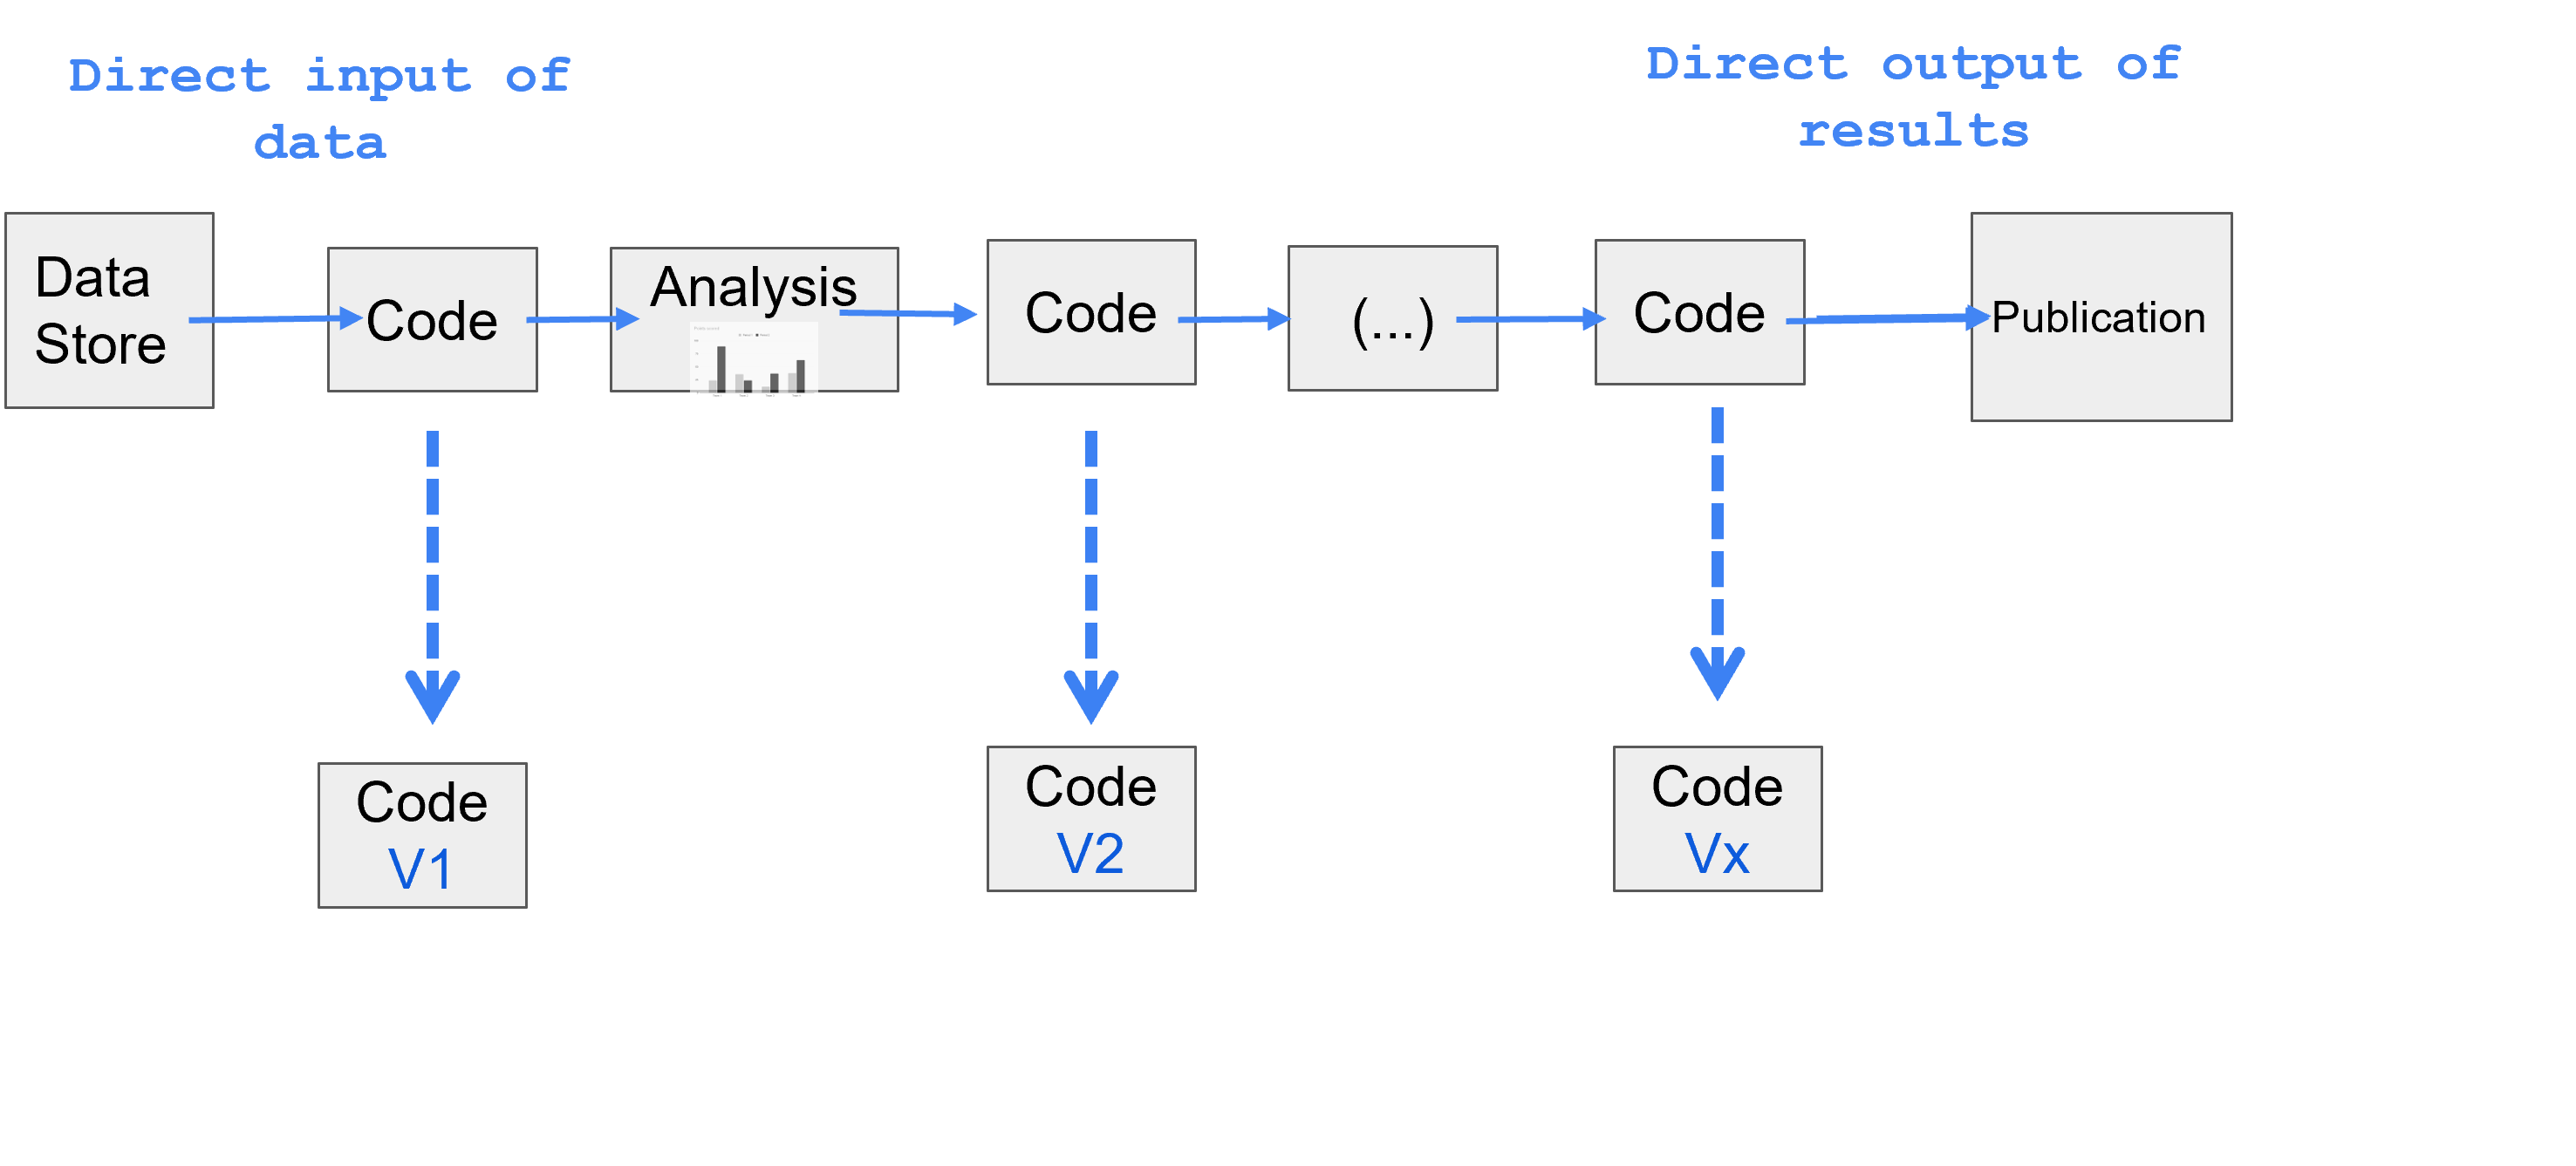 Direct input of
data
Direct output of
results
Data
Store
Code
Analysis
Code
(...)
Code
Publication
Code
V1
Code
V2
Code
Vx